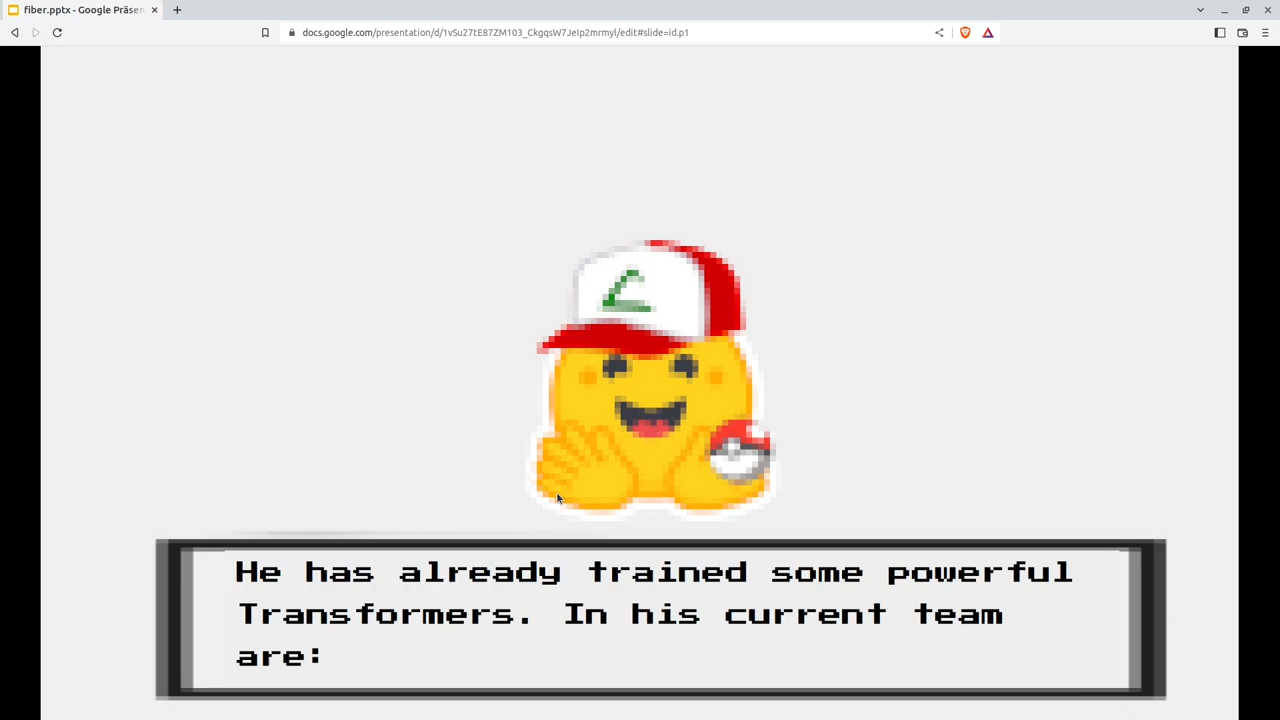 fiber.pptx - Google Präsen
docs.google.com/presentation/d/1vSu27tE87ZM103_CkgqsW7JeIp2mrmyl/edit#slide=id.p1
He has already trained some powerful
Transformers. In his current team
are: